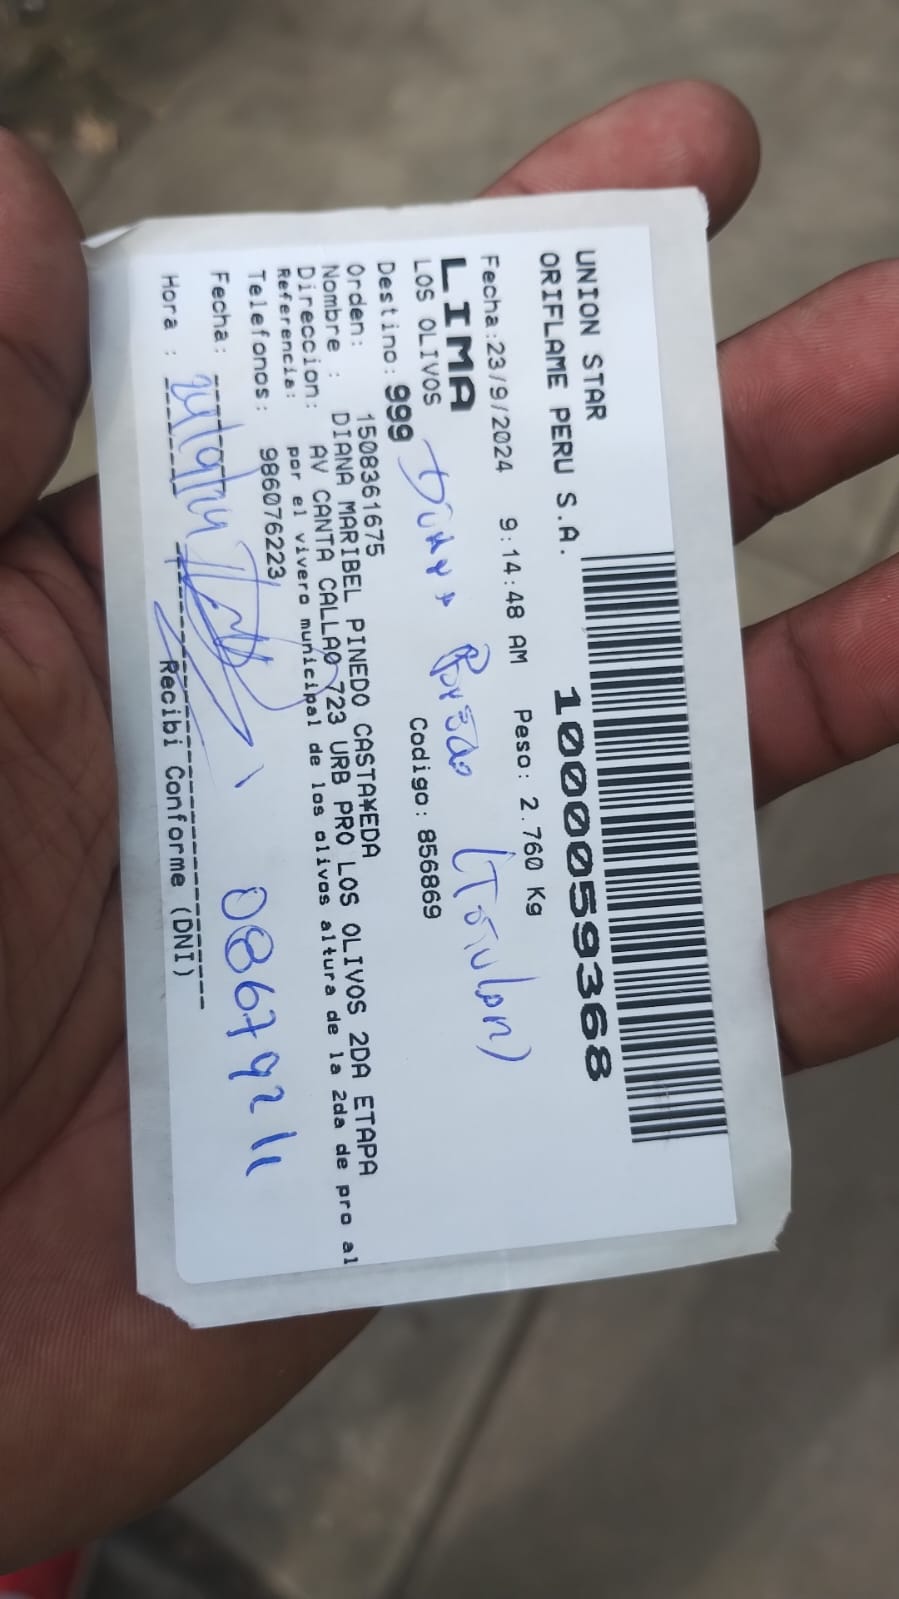 UNION STAR
ORIFLAME PERU S.A.
1000059368
Fecha:23/9/2024 9:14:48 AM Peso: 2.760 Kg
LIMA
LOS OLIVOS
(Titular)
Destino: 999 Codigo: 856869
Orden: 1508361675
Nombre : DIANA MARIBEL PINEDO CASTA¥EDA
Direccion: AV CANTA CALLAO 723 URB PRO LOS OLIVOS 2DA ETAPA
Referencia: por el vivero municipal de los olivos altura de la 2da de pro al
Telefonos: 986076223
08679211
Fecha:
Hora : Recibi Conforme (DNI)